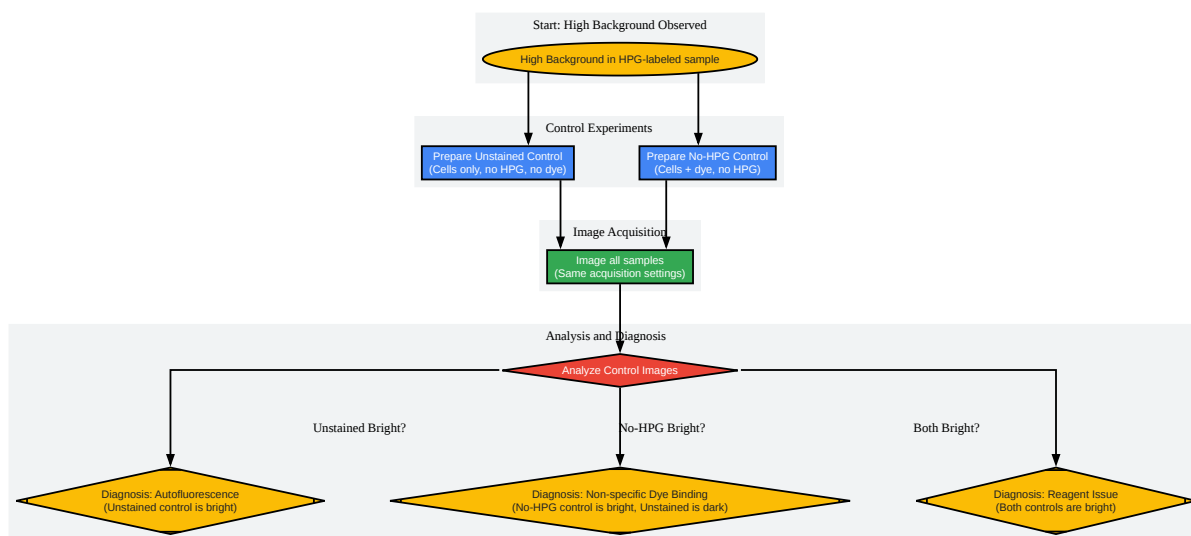 Start: High Background Observed
High Background in HPG-labeled sample
Control Experiments
Prepare Unstained Control
(Cells only, no HPG, no dye)
Prepare No-HPG Control
(Cells + dye, no HPG)
Image Acquisition
Image all samples
(Same acquisition settings)
Analysis and Diagnosis
Analyze Control Images
Unstained Bright?
No-HPG Bright?
Both Bright?
Diagnosis: Autofluorescence
(Unstained control is bright)
Diagnosis: Non-specific Dye Binding
(No-HPG control is bright, Unstained is dark)
Diagnosis: Reagent Issue
(Both controls are bright)